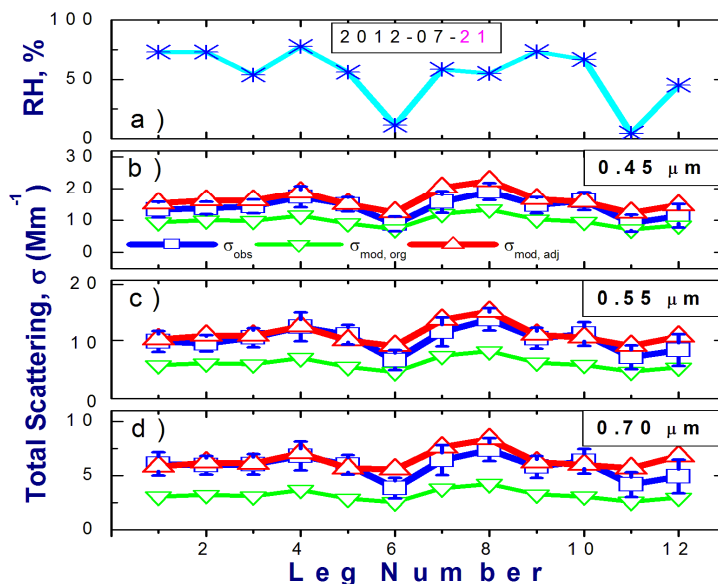 100
2012-07-21
RH, %
50
0
a )
30
b )
0.45 μm
20
10
0
σobs
σmod, org
σmod, adj
Total Scattering, σ (Mm-1)
20
c )
0.55 μm
10
0
10
d )
0.70 μm
5
0
2 4 6 8 10 12
Leg Number